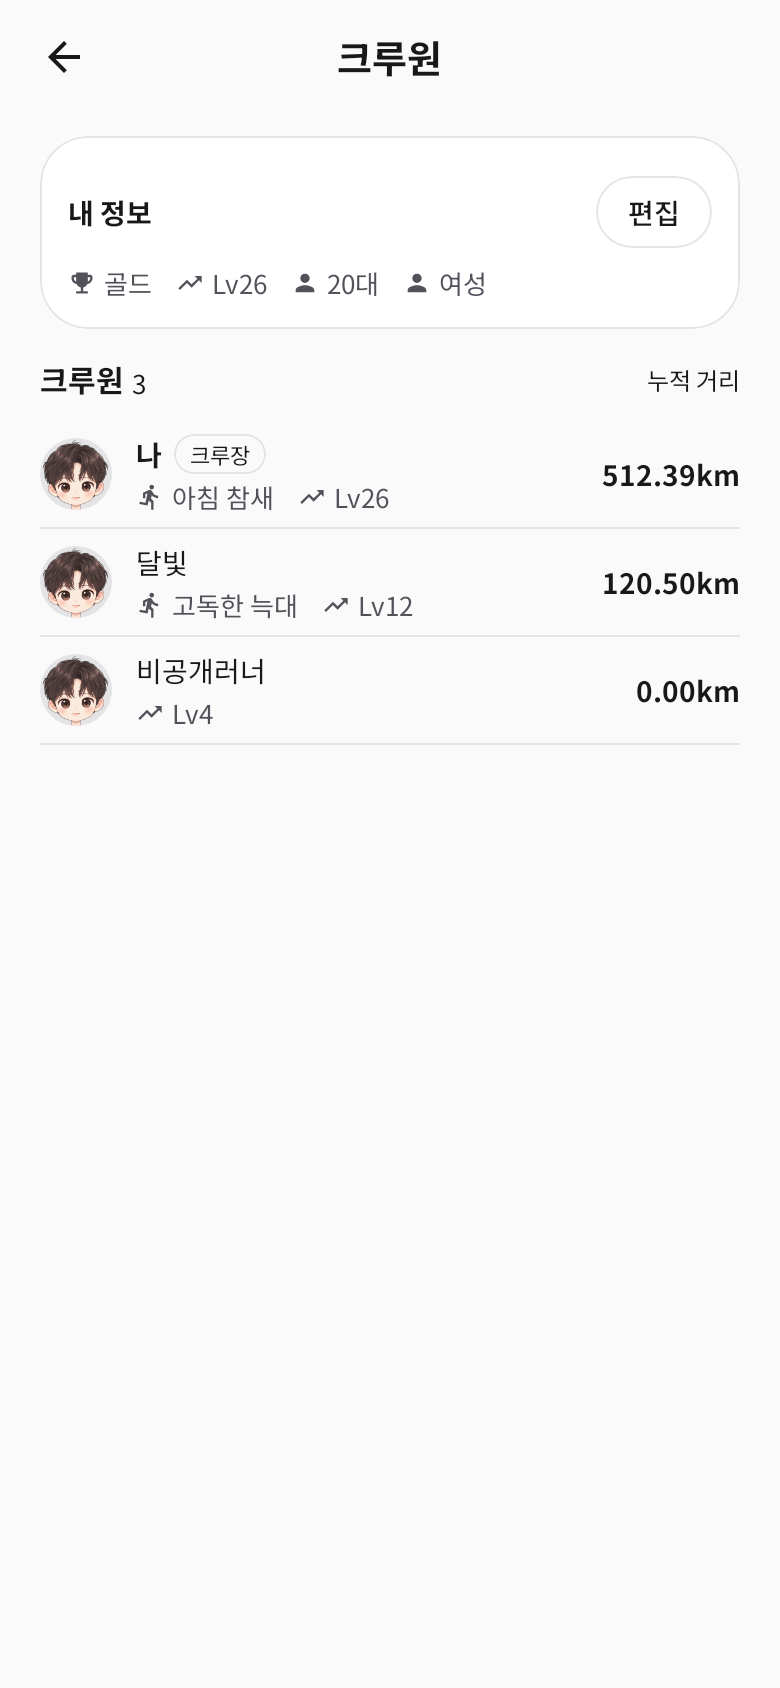 크루원
내 정보
편집
골드 Lv26 20대 여성
크루원 3
누적 거리
나 크루장
아침 참새 Lv26
512.39km
달빛
고독한 늑대 Lv12
120.50km
비공개러너
Lv4
0.00km